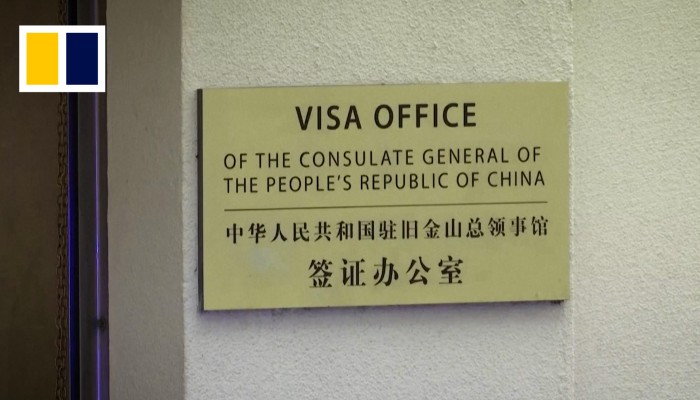 VISA OFFICE
OF THE CONSULATE GENERAL OF
THE PEOPLE'S REPUBLIC OF CHINA
中华人民共和国驻旧金山总领事馆
签证办公室